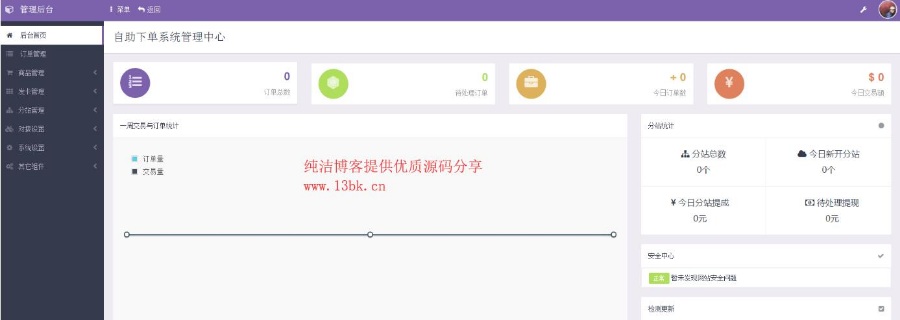 管理后台
菜单
返回
后台首页
订单管理
商品管理
发卡管理
分站管理
对接设置
系统设置
其它组件
自助下单系统管理中心
0
订单总数
0
待处理订单
+ 0
今日订单数
$ 0
今日交易额
一周交易与订单统计
订单量
交易量
纯洁博客提供优质源码分享
www.13bk.cn
分站统计
分站总数
0个
今日新开分站
0个
¥ 今日分站提成
0元
待处理提现
0元
安全中心
正常 暂未发现网站安全问题
检测更新